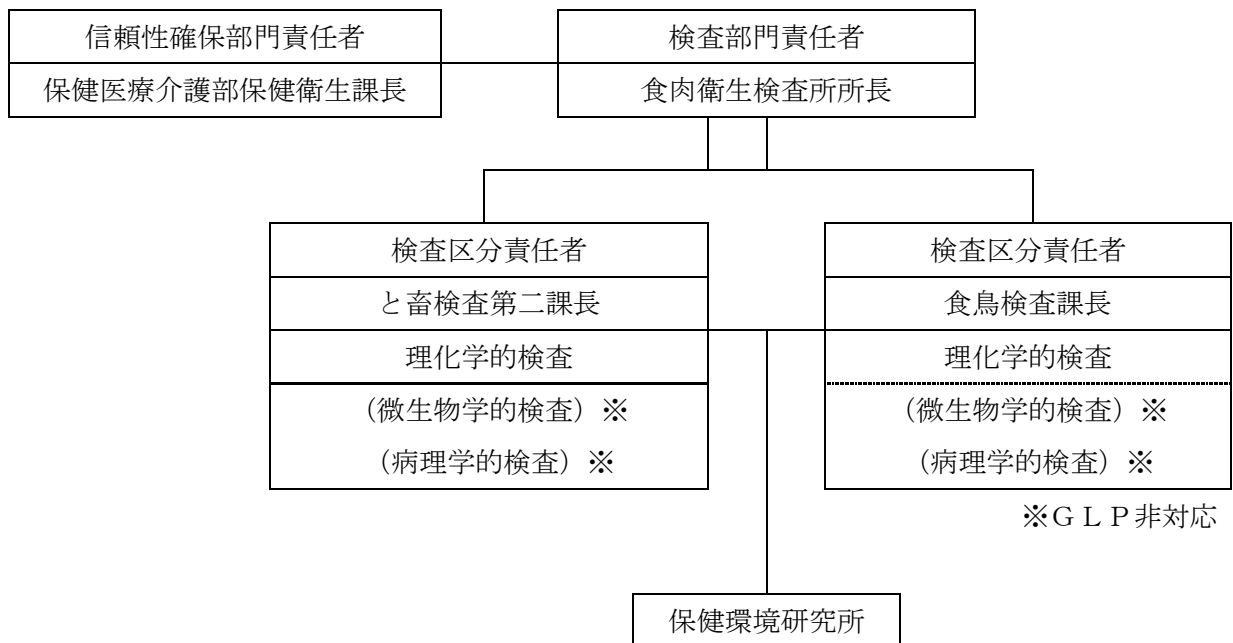 信頼性確保部門責任者
保健医療介護部保健衛生課長
検査部門責任者
食肉衛生検査所所長
検査区分責任者
と畜検査第二課長
理化学的検査
（微生物学的検査）※
（病理学的検査）※
検査区分責任者
食鳥検査課長
理化学的検査
（微生物学的検査）※
（病理学的検査）※
※ＧＬＰ非対応
保健環境研究所